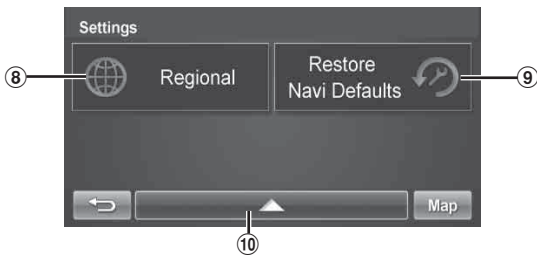 Settings
⑧ Regional
Restore
Navi Defaults ⑨
Map
⑩